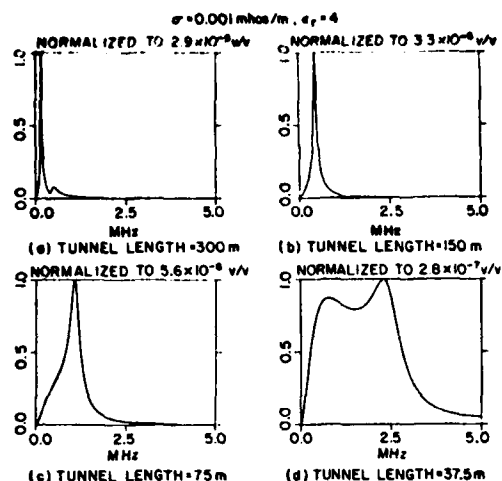 σ=0.001 mhos/m, εr=4
NORMALIZED TO 2.9×10⁻⁹ v/v
1.0
0.5
0.0
0.0 2.5 5.0
MHz
(a) TUNNEL LENGTH=300 m
NORMALIZED TO 3.3×10⁻⁸ v/v
1.0
0.5
0.0
0.0 2.5 5.0
MHz
(b) TUNNEL LENGTH=150 m
NORMALIZED TO 5.6×10⁻⁸ v/v
1.0
0.5
0.0
0.0 2.5 5.0
MHz
(c) TUNNEL LENGTH=75 m
NORMALIZED TO 2.8×10⁻⁷ v/v
1.0
0.5
0.0
0.0 2.5 5.0
MHz
(d) TUNNEL LENGTH=37.5 m